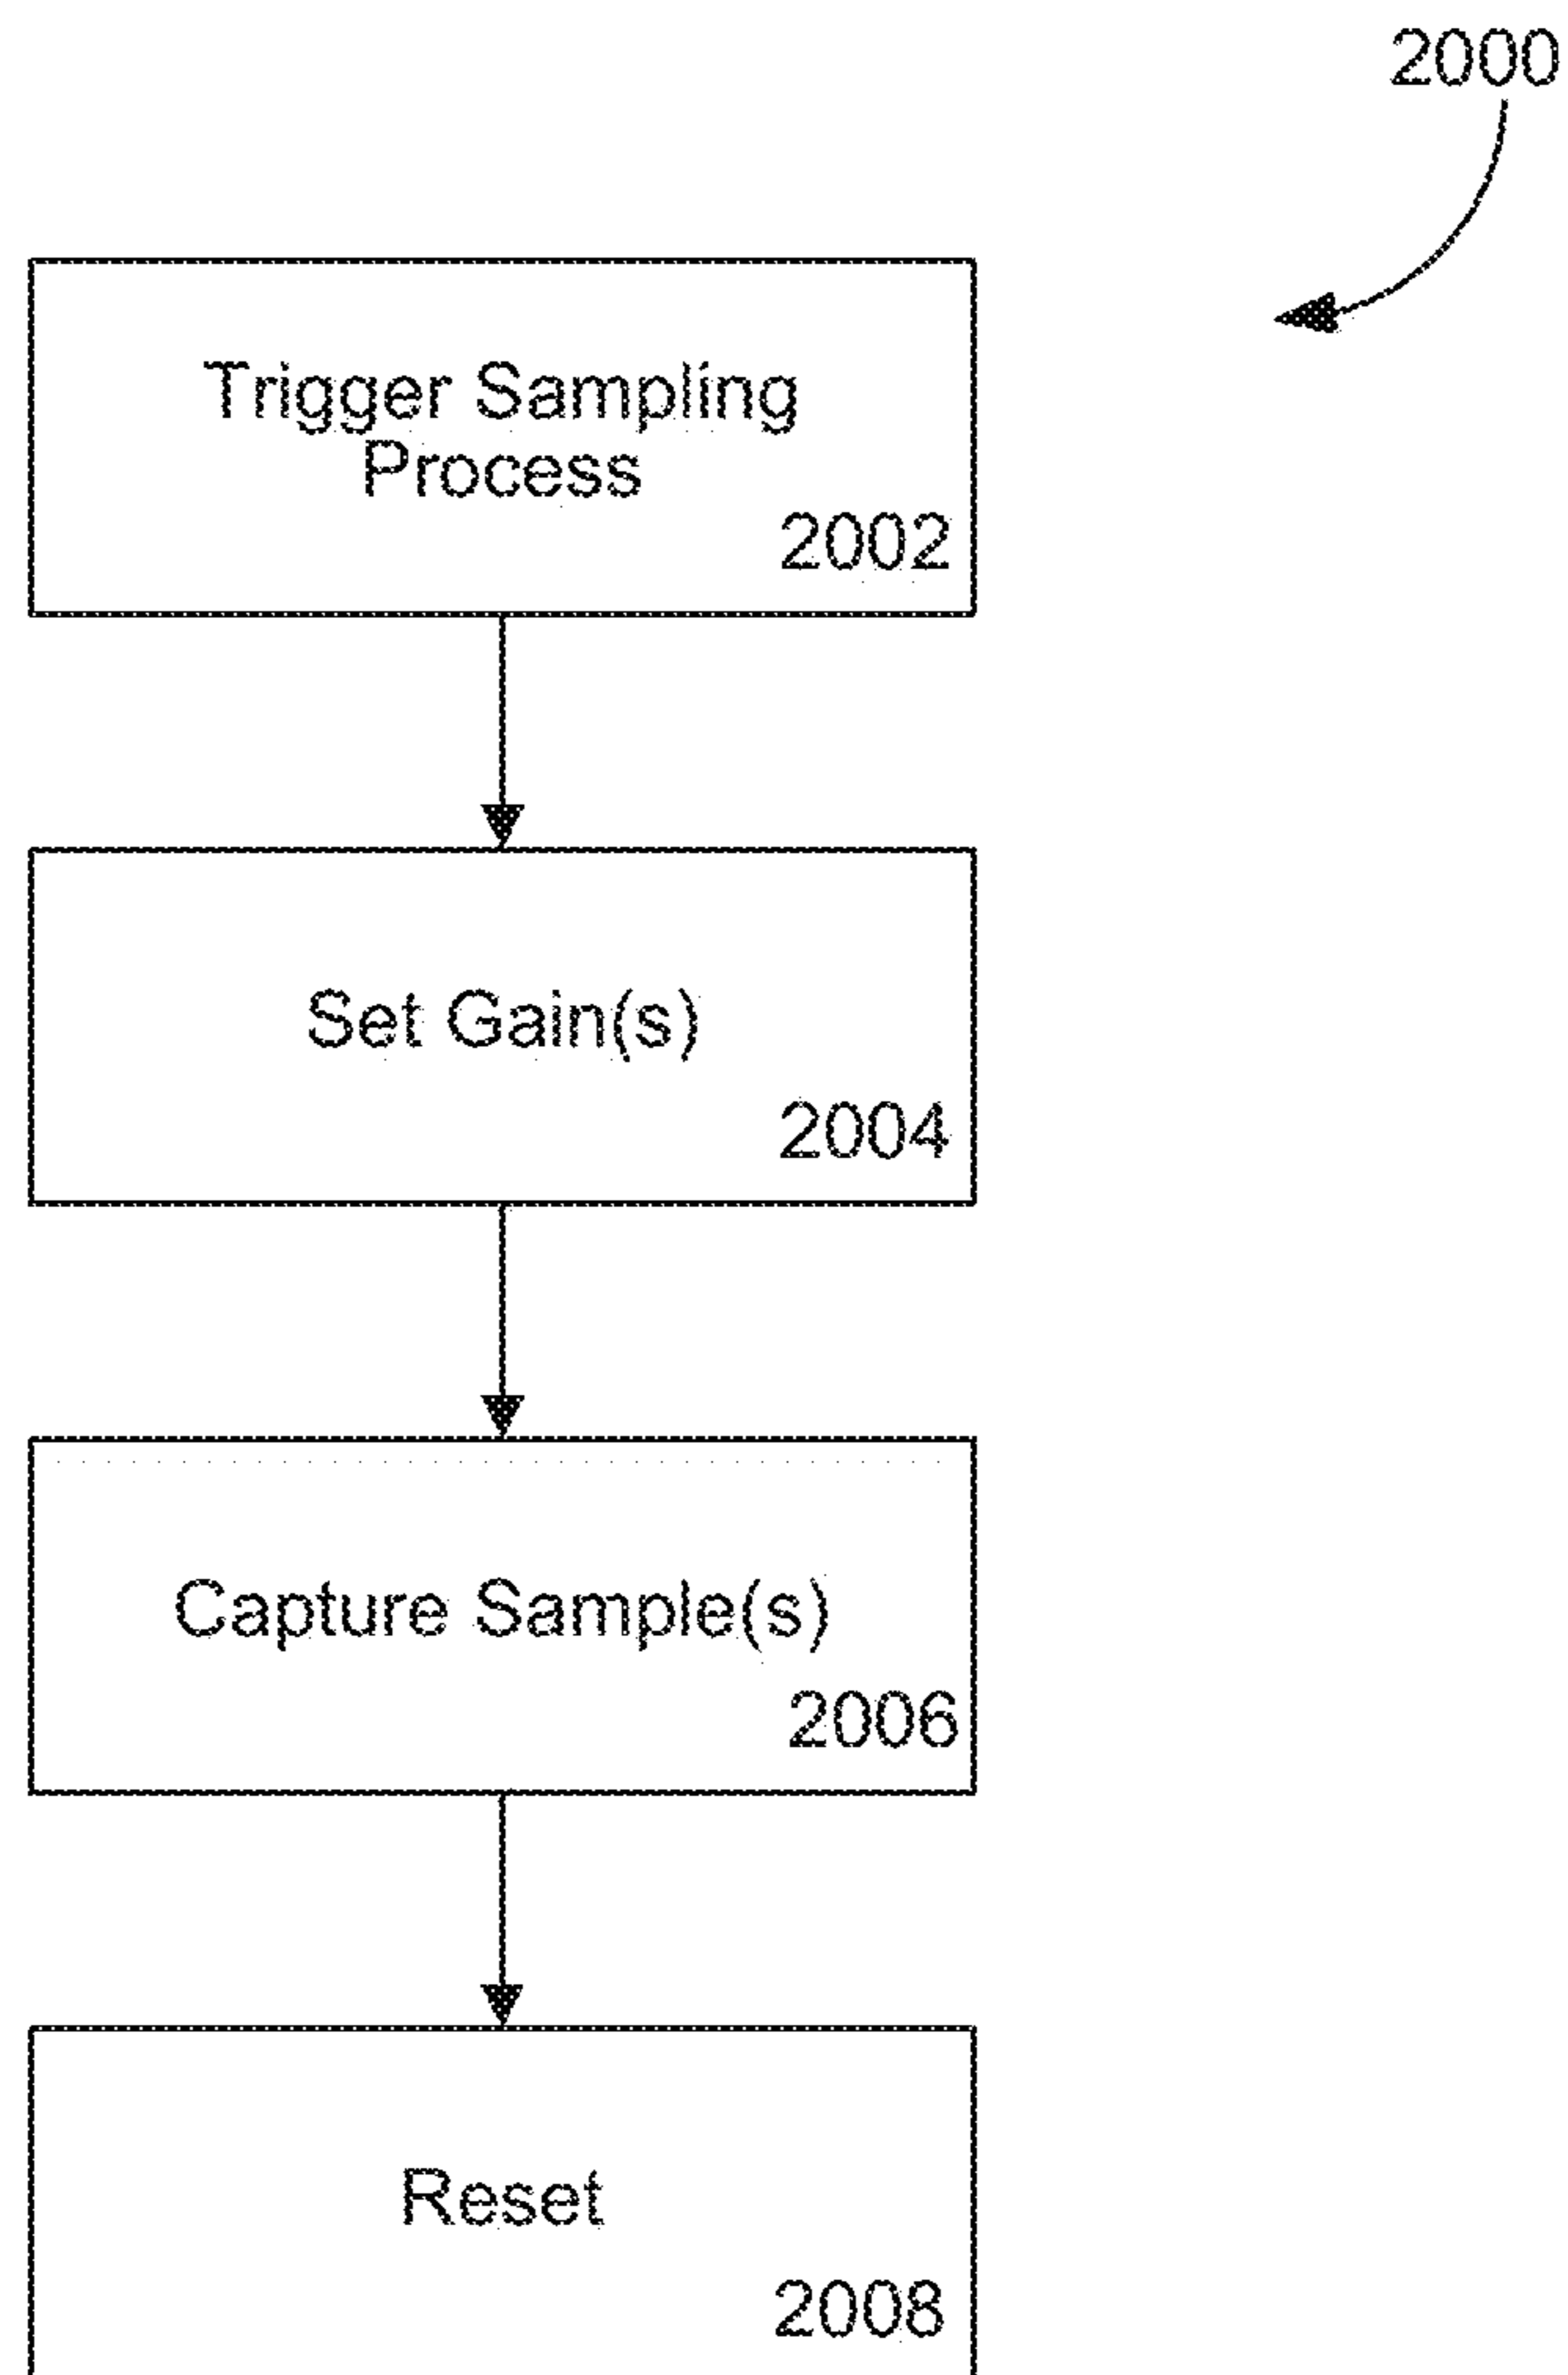 2000
Trigger Sampling
Process
2002
Set Gain(s)
2004
Capture Sample(s)
2006
Reset
2008